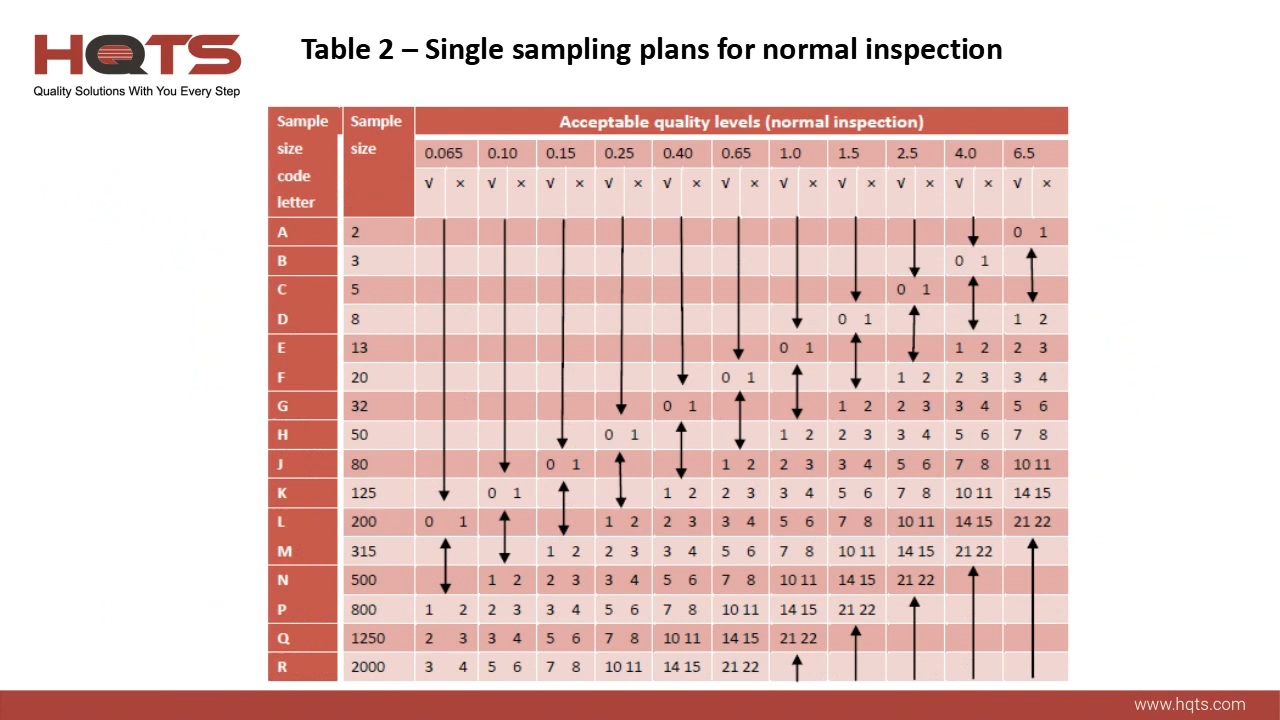 HQTS
Quality Solutions With You Every Step
Table 2 – Single sampling plans for normal inspection
Sample size code letter Sample size Acceptable quality levels (normal inspection)
0.065 0.10 0.15 0.25 0.40 0.65 1.0 1.5 2.5 4.0 6.5
√ × √ × √ × √ × √ × √ × √ × √ × √ × √ × √ ×
A 2 0 1
B 3 0 1
C 5 0 1
D 8 0 1 1 2
E 13 0 1 1 2 2 3
F 20 0 1 1 2 2 3 3 4
G 32 0 1 1 2 2 3 3 4 5 6
H 50 0 1 1 2 2 3 3 4 5 6 7 8
J 80 0 1 1 2 2 3 3 4 5 6 7 8 10 11
K 125 0 1 1 2 2 3 3 4 5 6 7 8 10 11 14 15
L 200 0 1 1 2 2 3 3 4 5 6 7 8 10 11 14 15 21 22
M 315 1 2 2 3 3 4 5 6 7 8 10 11 14 15 21 22
N 500 1 2 2 3 3 4 5 6 7 8 10 11 14 15 21 22
P 800 1 2 2 3 3 4 5 6 7 8 10 11 14 15 21 22
Q 1250 2 3 3 4 5 6 7 8 10 11 14 15 21 22
R 2000 3 4 5 6 7 8 10 11 14 15 21 22
www.hqts.com